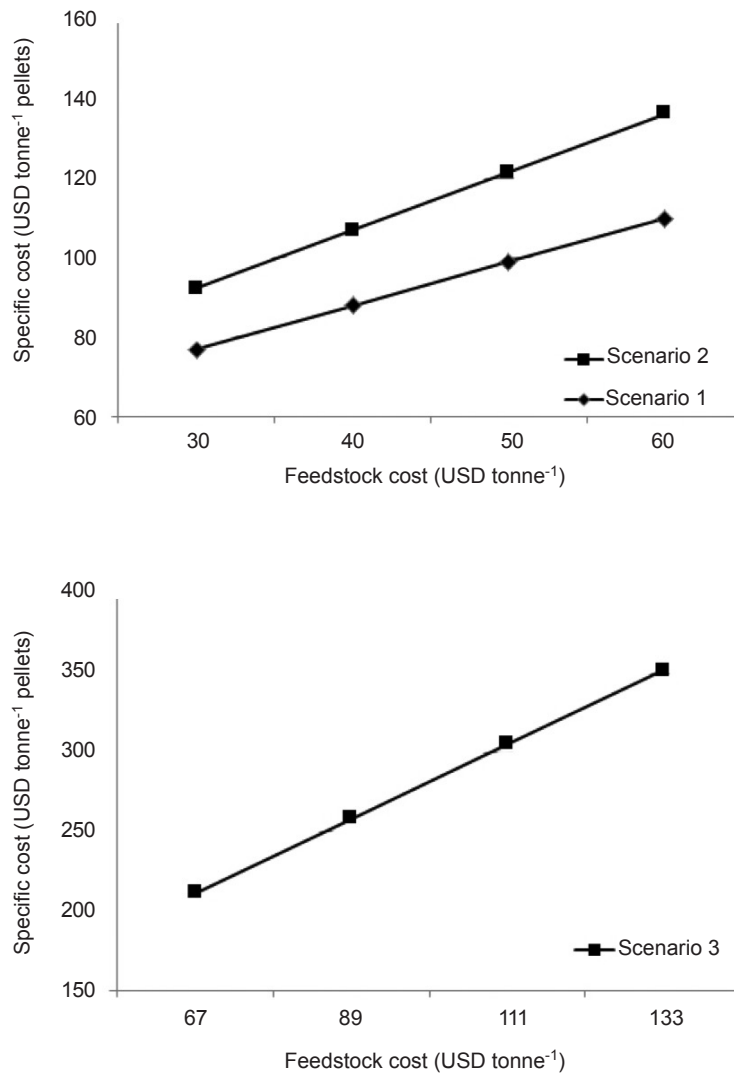 160
140
120
100
80
60
Specific cost (USD tonne⁻¹ pellets)
Scenario 2
Scenario 1
30 40 50 60
Feedstock cost (USD tonne⁻¹)
400
350
300
250
200
150
Specific cost (USD tonne⁻¹ pellets)
Scenario 3
67 89 111 133
Feedstock cost (USD tonne⁻¹)